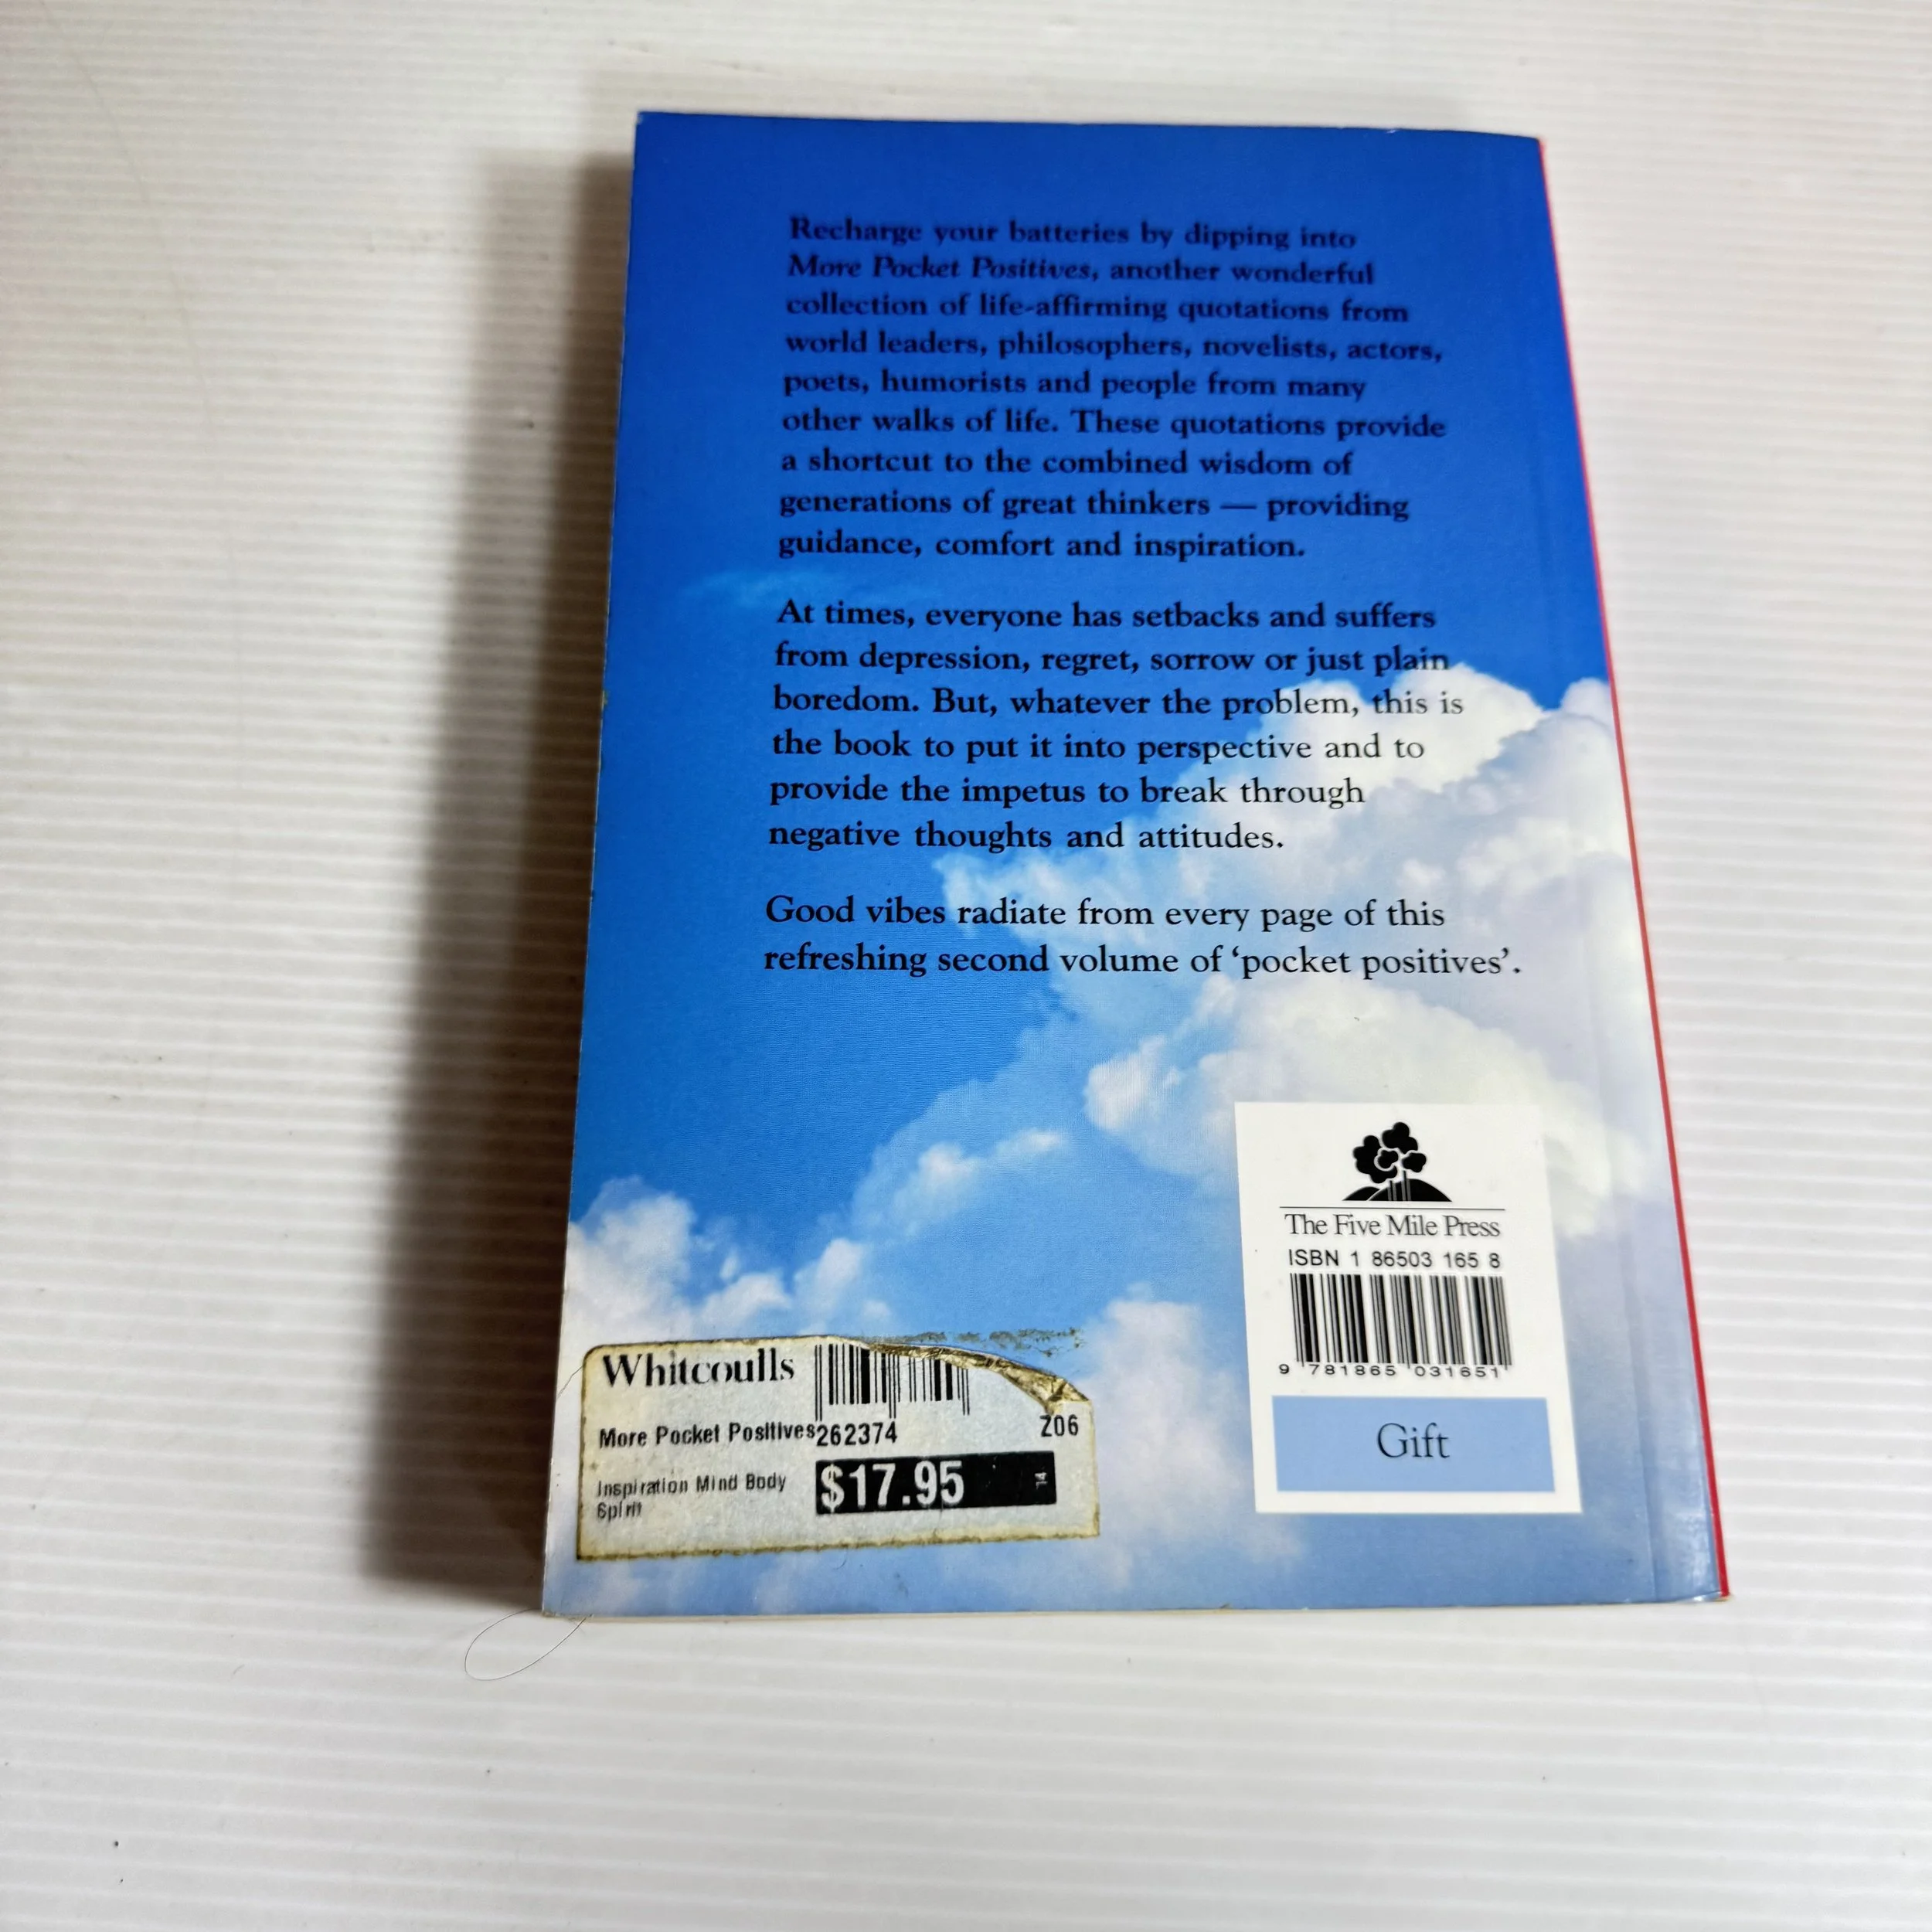 Recharge your batteries by dipping into
More Pocket Positives, another wonderful
collection of life-affirming quotations from
world leaders, philosophers, novelists, actors,
poets, humorists and people from many
other walks of life. These quotations provide
a shortcut to the combined wisdom of
generations of great thinkers — providing
guidance, comfort and inspiration.
At times, everyone has setbacks and suffers
from depression, regret, sorrow or just plain
boredom. But, whatever the problem, this is
the book to put it into perspective and to
provide the impetus to break through
negative thoughts and attitudes.
Good vibes radiate from every page of this
refreshing second volume of ‘pocket positives’.
The Five Mile Press
ISBN 1 86503 165 8
9 781865 031651
Gift
Whitcoulls
More Pocket Positives 262374 Z06
Inspiration Mind Body
Spirit
$17.95 14